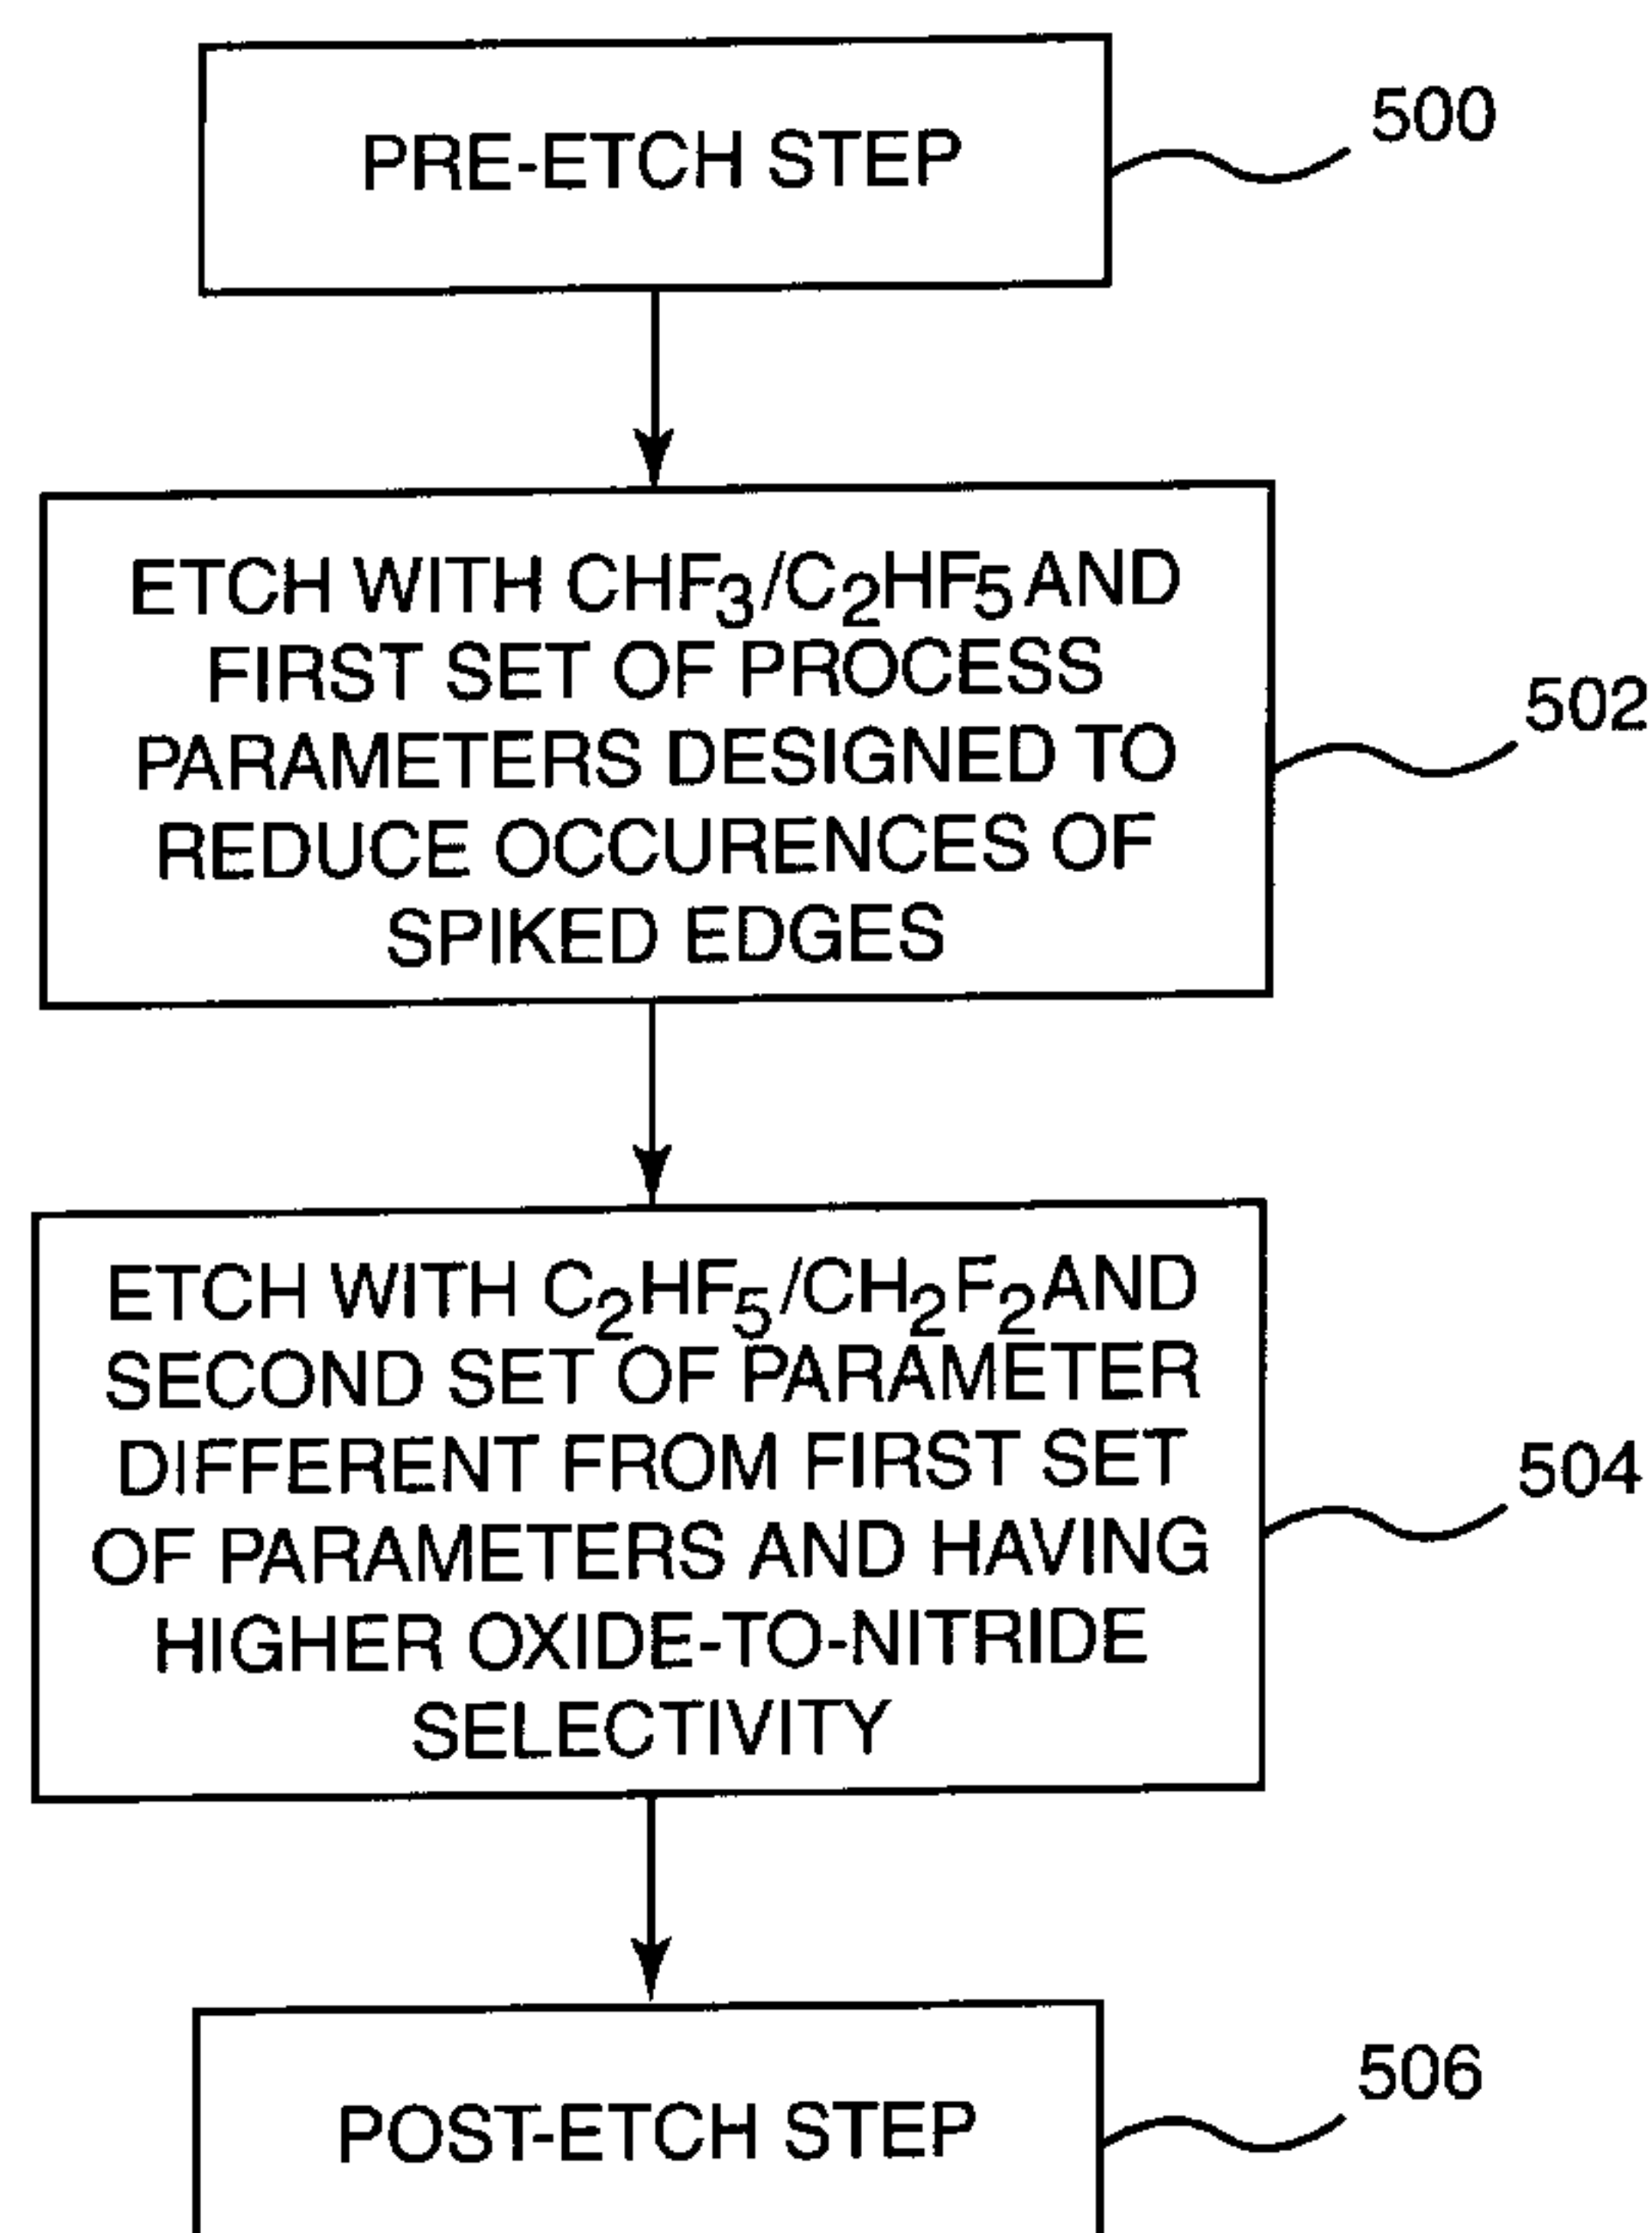 PRE-ETCH STEP
500
ETCH WITH CHF₃/C₂HF₅ AND
FIRST SET OF PROCESS
PARAMETERS DESIGNED TO
REDUCE OCCURENCES OF
SPIKED EDGES
502
ETCH WITH C₂HF₅/CH₂F₂ AND
SECOND SET OF PARAMETER
DIFFERENT FROM FIRST SET
OF PARAMETERS AND HAVING
HIGHER OXIDE-TO-NITRIDE
SELECTIVITY
504
POST-ETCH STEP
506